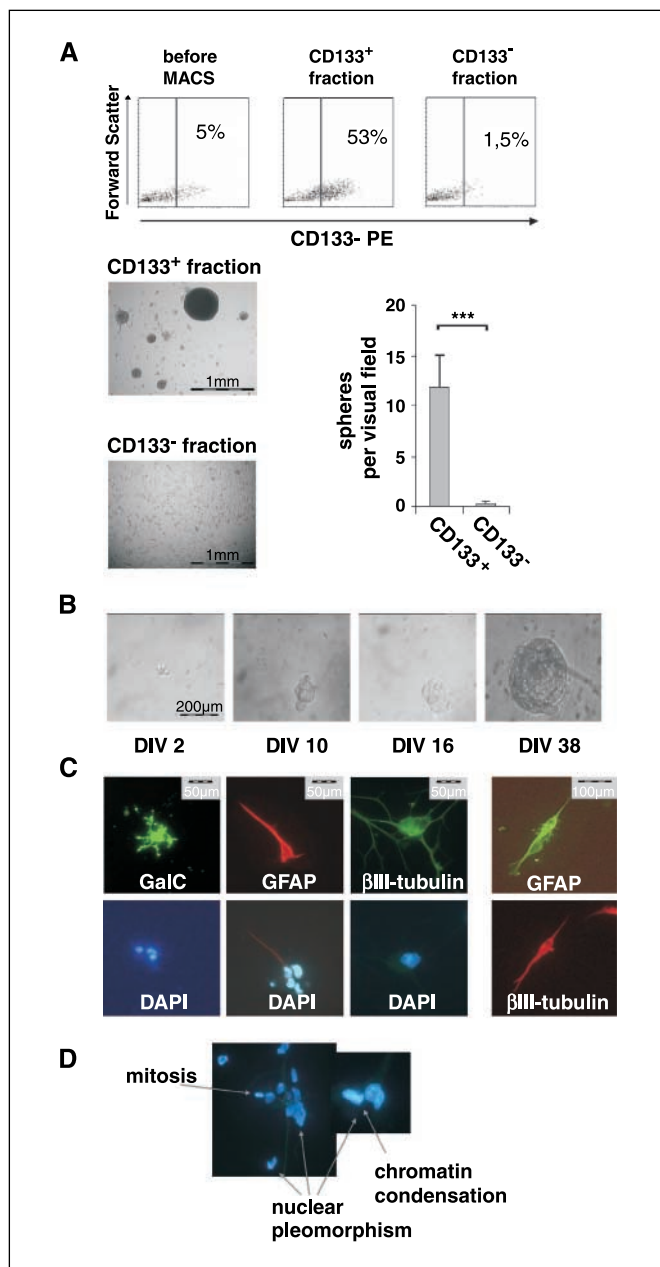 A
before
MACS
CD133+
fraction
CD133-
fraction
Forward Scatter
5%
53%
1,5%
CD133- PE
CD133+ fraction
1mm
CD133- fraction
1mm
spheres
per visual field
20
15
10
5
0
***
CD133+
CD133-
B
200µm
DIV 2
DIV 10
DIV 16
DIV 38
C
50µm
50µm
50µm
100µm
GalC
GFAP
βIII-tubulin
GFAP
DAPI
DAPI
DAPI
βIII-tubulin
D
mitosis
chromatin
condensation
nuclear
pleomorphism